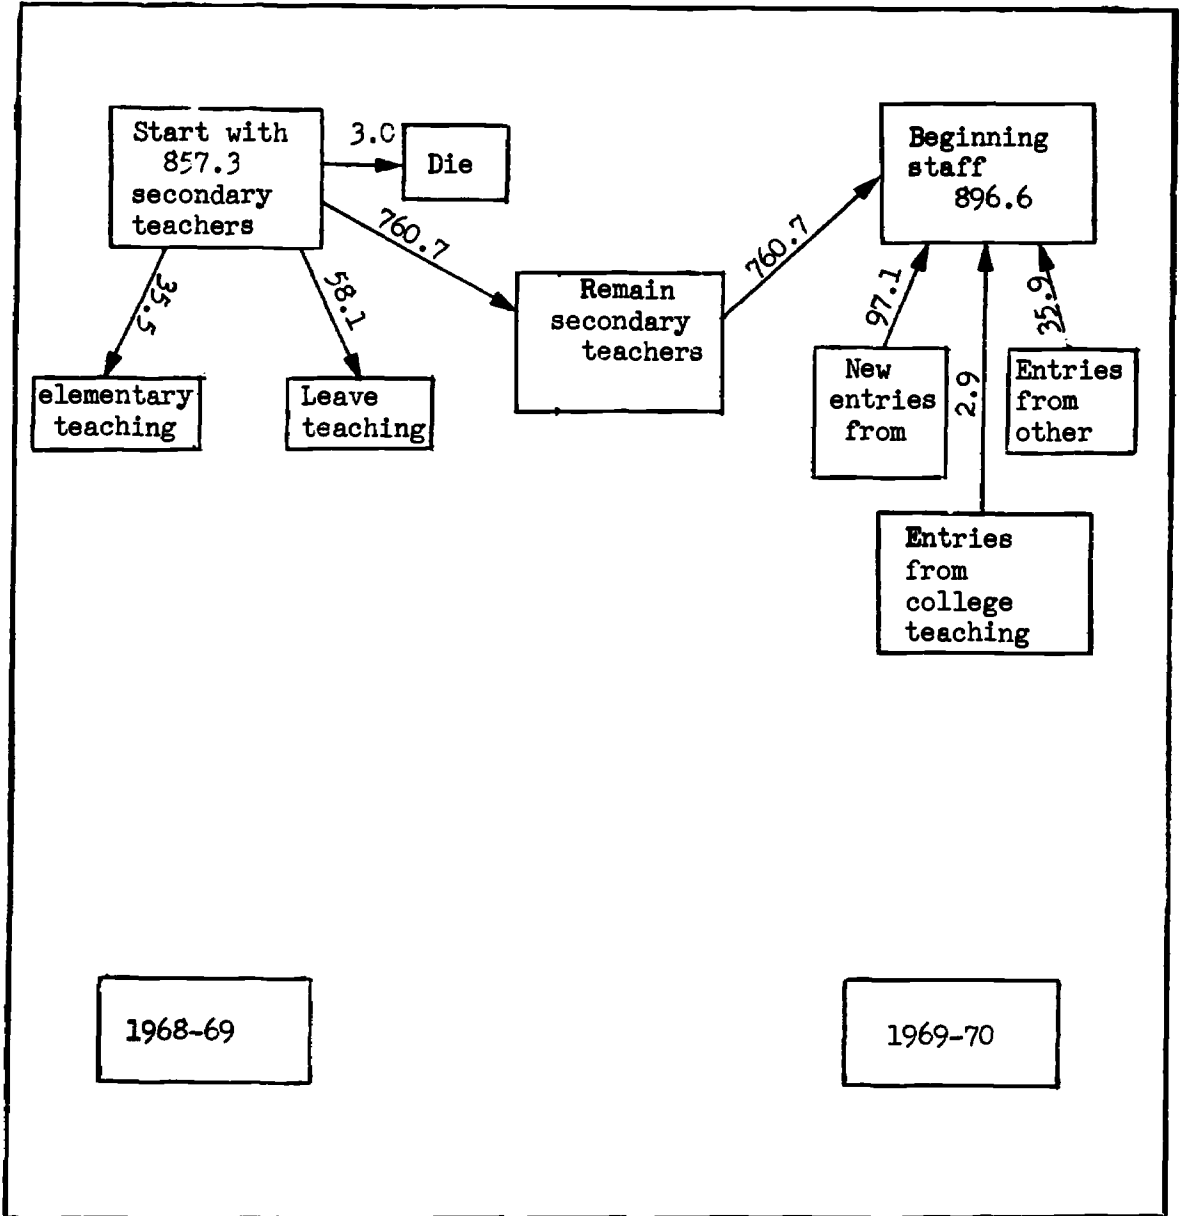 Start with
857.3
secondary
teachers
3.0
Die
760.7
35.5
58.1
elementary
teaching
Leave
teaching
Remain
secondary
teachers
760.7
Beginning
staff
896.6
97.1
2.9
35.9
New
entries
from
Entries
from
other
Entries
from
college
teaching
1968-69
1969-70